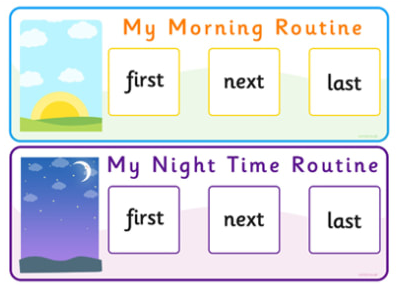 My Morning Routine
first next last
My Night Time Routine
first next last